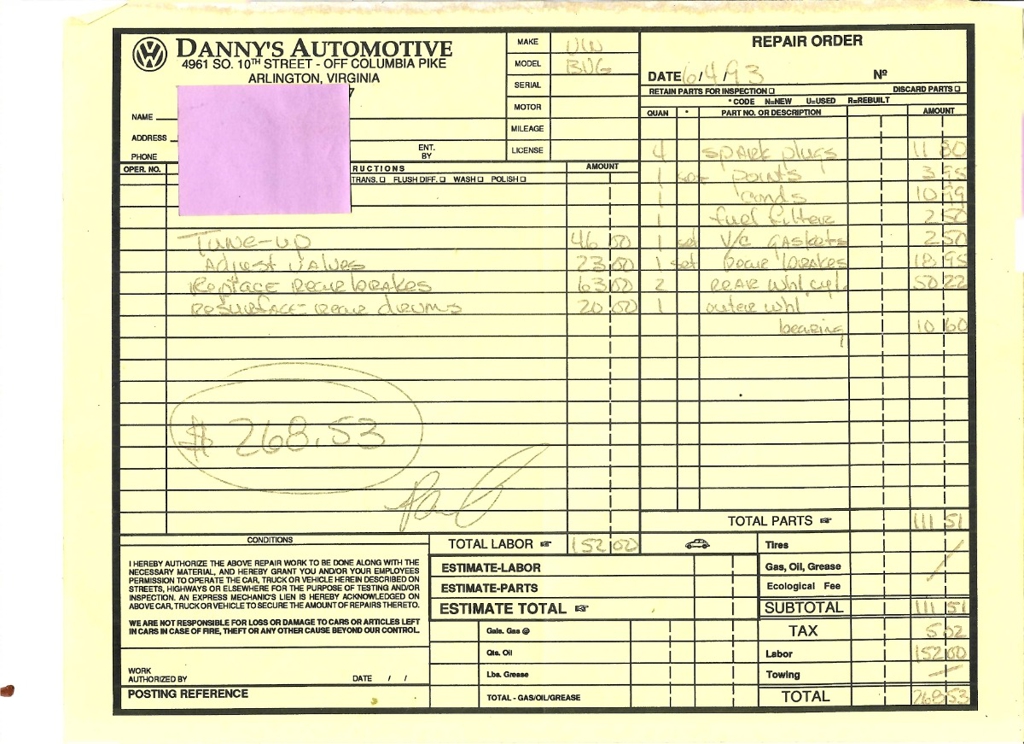 DANNY'S AUTOMOTIVE
4961 SO. 10TH STREET - OFF COLUMBIA PIKE
ARLINGTON, VIRGINIA
7
NAME
ADDRESS
PHONE
ENT. BY
MAKE VW
MODEL BUG
SERIAL
MOTOR
MILEAGE
LICENSE
REPAIR ORDER
DATE 6/4/93 Nº
RETAIN PARTS FOR INSPECTION □ DISCARD PARTS □
* CODE N=NEW U=USED R=REBUILT
QUAN * PART NO. OR DESCRIPTION AMOUNT
4 spark plugs 11 80
1 set points 3 95
1 conds 10 99
1 fuel filter 2 50
1 set V/C gaskets 2 50
1 set rear brakes 18 95
2 REAR Whl cyl. 50 22
1 outer whl
bearing 10 60
TOTAL PARTS ☞ 111 51
OPER. NO. RUCTIONS AMOUNT
TRANS. □ FLUSH DIFF. □ WASH □ POLISH □
Tune-up 46 00
Adjust Valves 23 00
Replace rear brakes 63 00
resurface rear drums 20 00
$ 268.53
TOTAL LABOR ☞ 152 00
CONDITIONS
I HEREBY AUTHORIZE THE ABOVE REPAIR WORK TO BE DONE ALONG WITH THE
NECESSARY MATERIAL, AND HEREBY GRANT YOU AND/OR YOUR EMPLOYEES
PERMISSION TO OPERATE THE CAR, TRUCK OR VEHICLE HEREIN DESCRIBED ON
STREETS, HIGHWAYS OR ELSEWHERE FOR THE PURPOSE OF TESTING AND/OR
INSPECTION. AN EXPRESS MECHANIC'S LIEN IS HEREBY ACKNOWLEDGED ON
ABOVE CAR, TRUCK OR VEHICLE TO SECURE THE AMOUNT OF REPAIRS THERETO.
WE ARE NOT RESPONSIBLE FOR LOSS OR DAMAGE TO CARS OR ARTICLES LEFT
IN CARS IN CASE OF FIRE, THEFT OR ANY OTHER CAUSE BEYOND OUR CONTROL.
WORK
AUTHORIZED BY DATE / /
POSTING REFERENCE
ESTIMATE-LABOR
ESTIMATE-PARTS
ESTIMATE TOTAL ☞
Gals. Gas @
Qts. Oil
Lbs. Grease
TOTAL - GAS/OIL/GREASE
Tires
Gas, Oil, Grease
Ecological Fee
SUBTOTAL 111 51
TAX 5 02
Labor 152 00
Towing
TOTAL 268 53